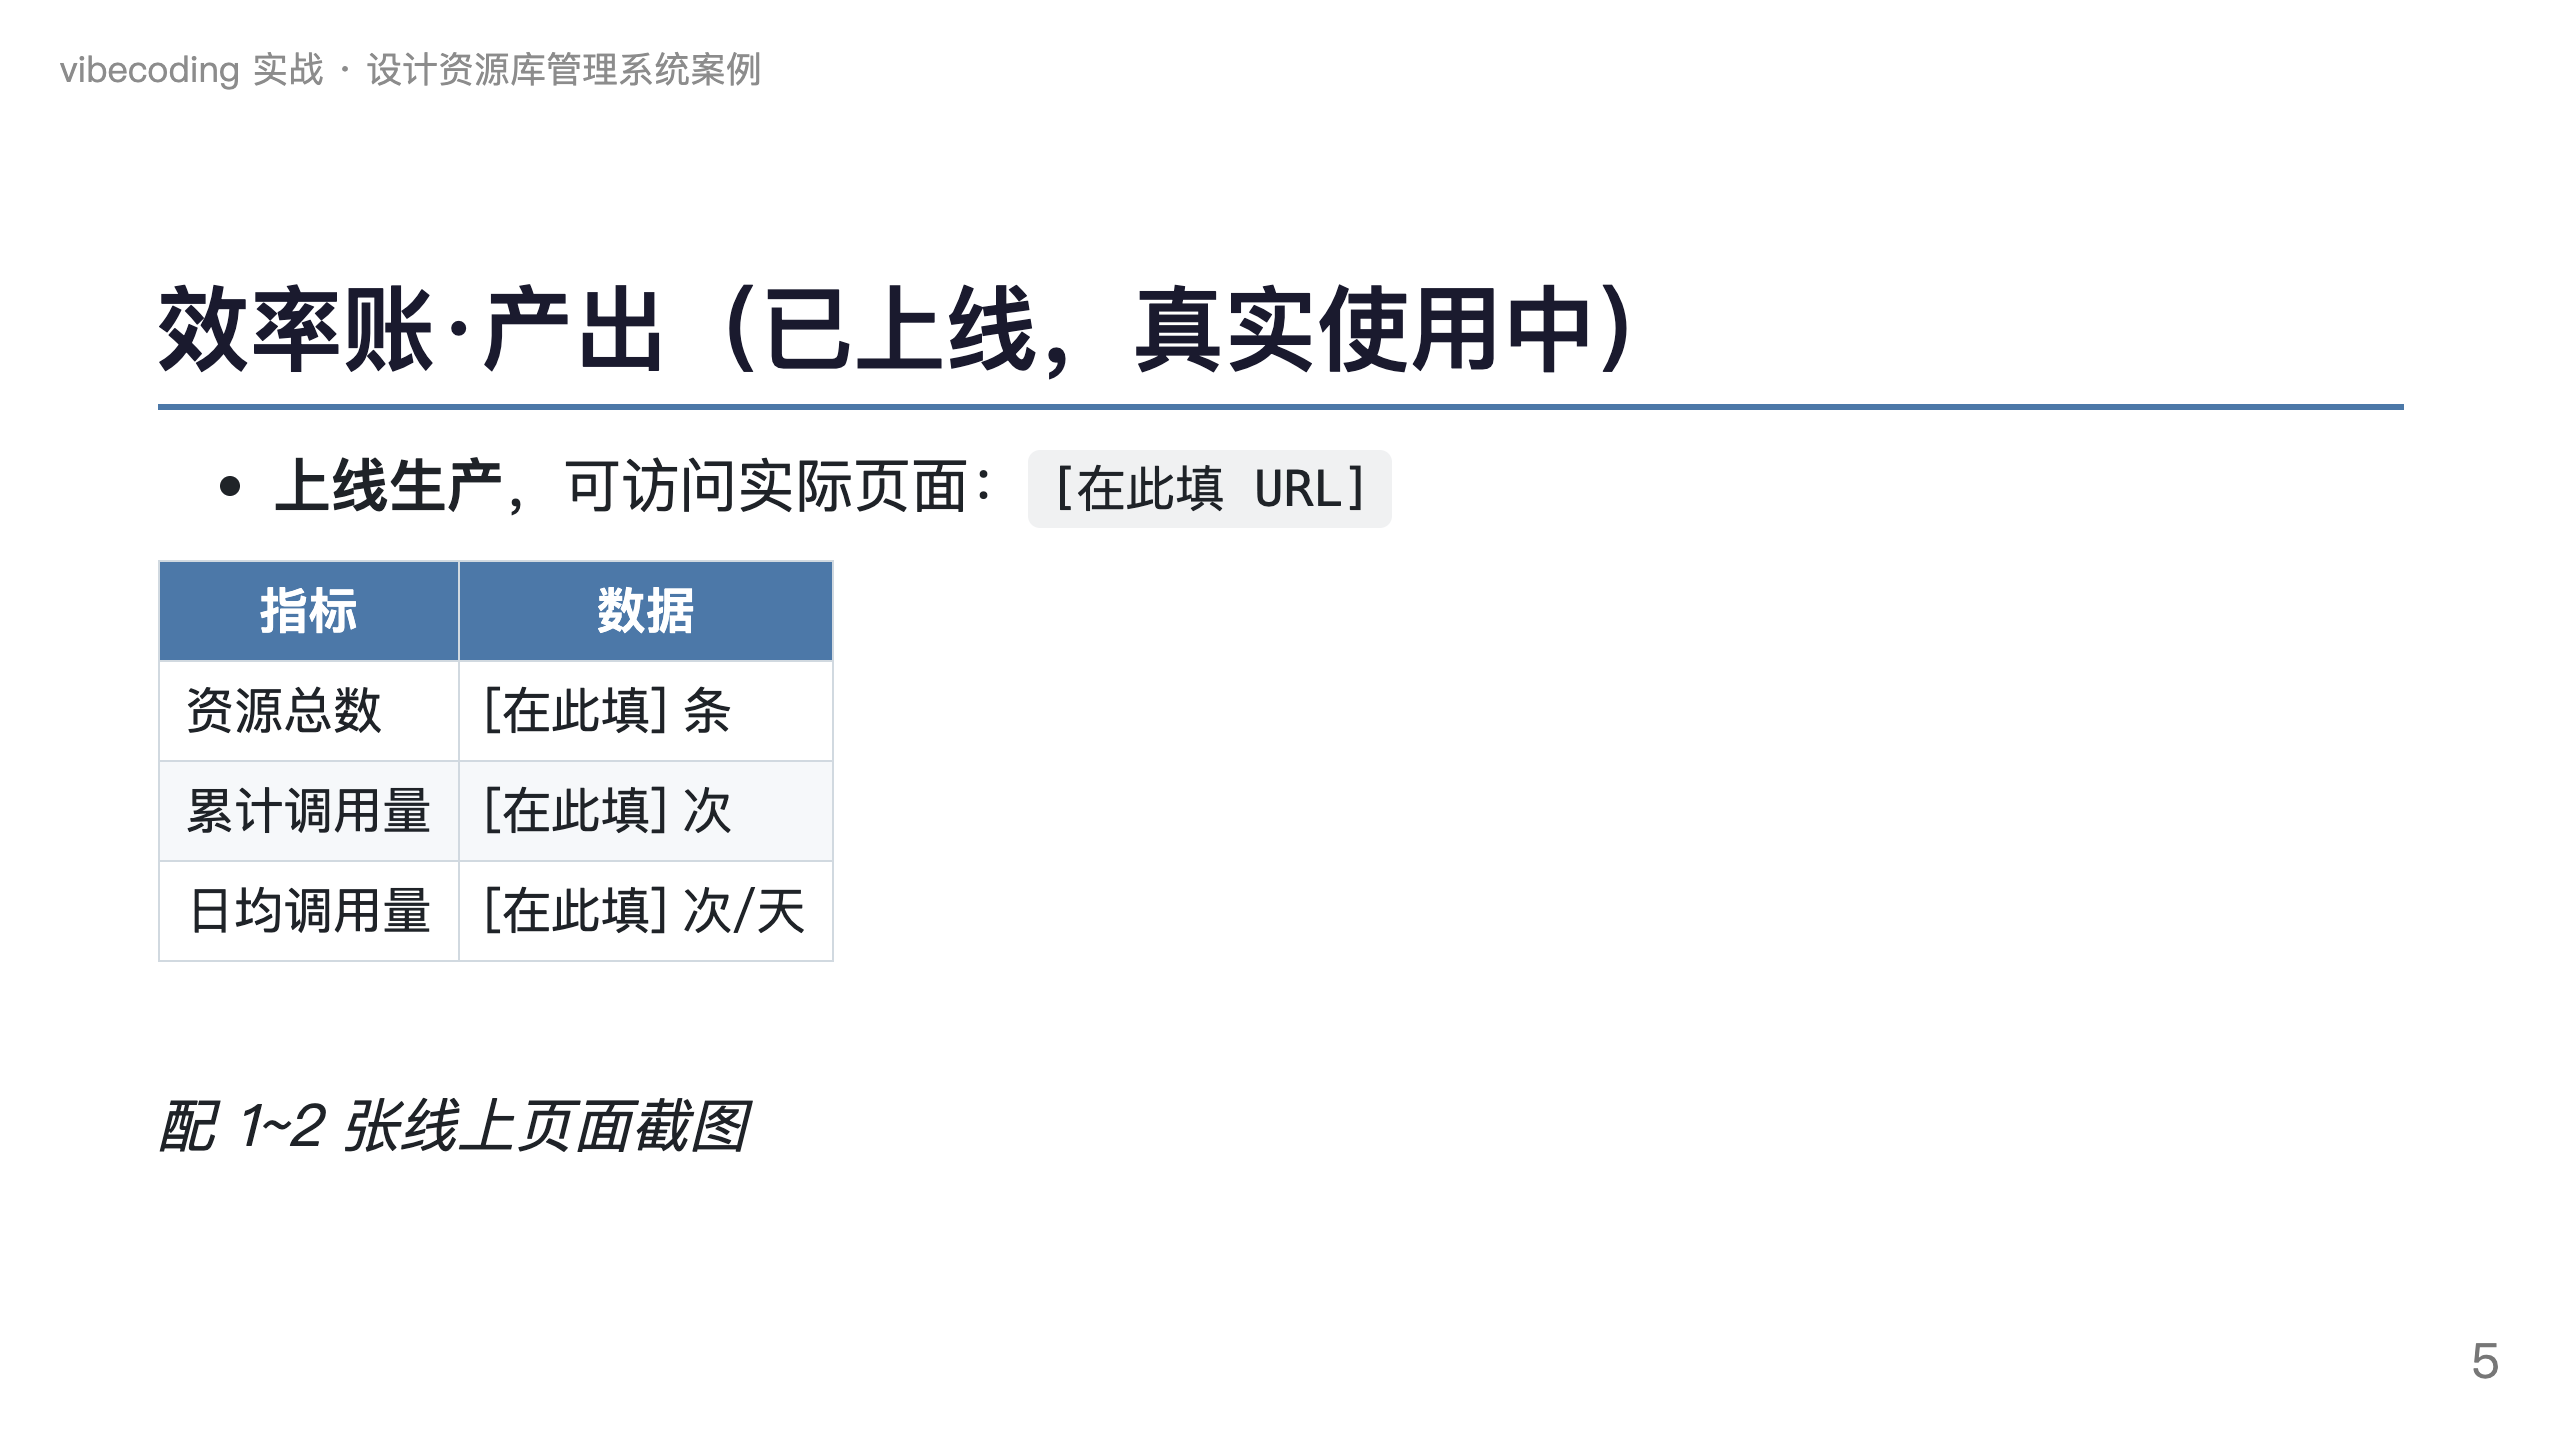 vibecoding 实战 · 设计资源库管理系统案例
效率账·产出（已上线，真实使用中）
• 上线生产，可访问实际页面： [在此填 URL]
指标 数据
资源总数 [在此填] 条
累计调用量 [在此填] 次
日均调用量 [在此填] 次/天
配 1~2 张线上页面截图
5